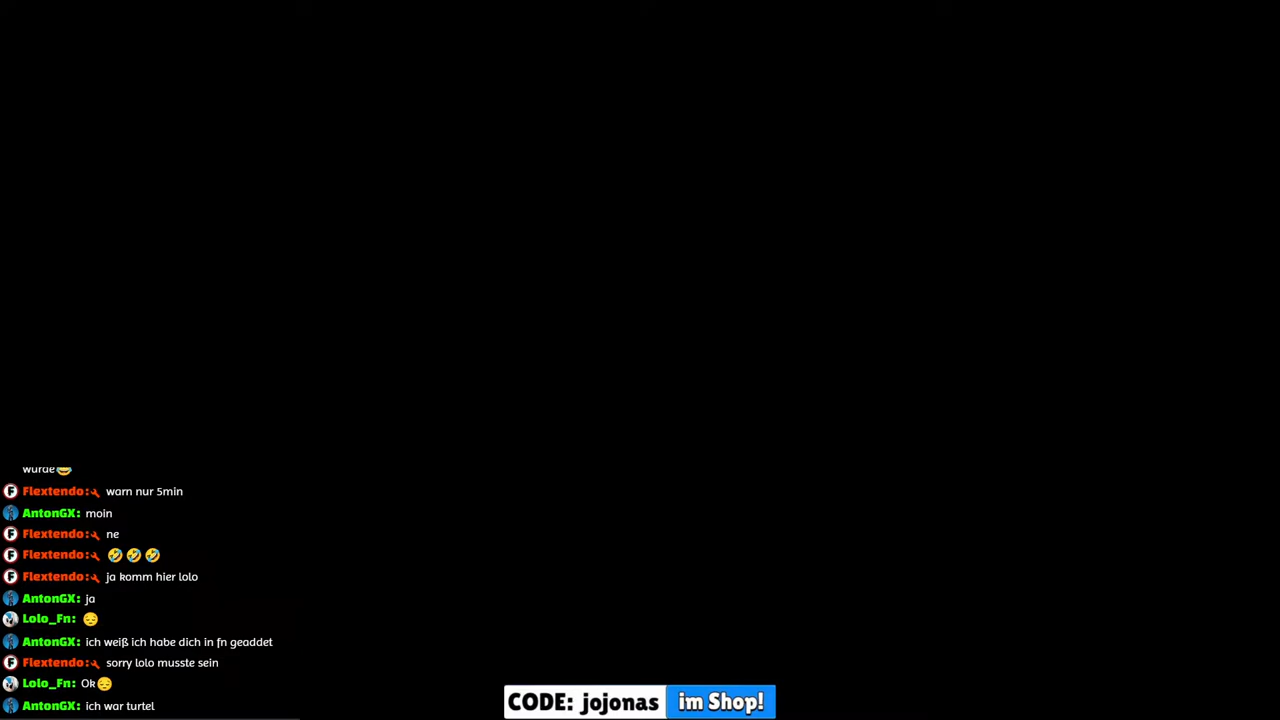 wurde😂
Flextendo: warn nur 5min
AntonGX: moin
Flextendo: ne
Flextendo: 🤣🤣🤣
Flextendo: ja komm hier lolo
AntonGX: ja
Lolo_Fn: 😔
AntonGX: ich weiß ich habe dich in fn geaddet
Flextendo: sorry lolo musste sein
Lolo_Fn: Ok😔
AntonGX: ich war turtel
CODE: jojonas im Shop!